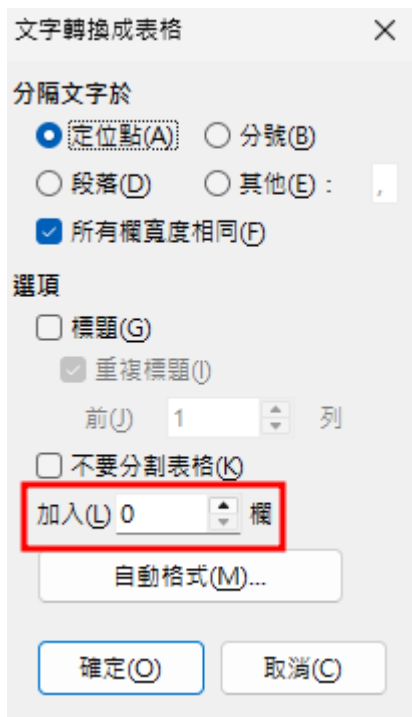 文字轉換成表格
分隔文字於
定位點(A) 分號(B)
段落(D) 其他(E)： ,
所有欄寬度相同(F)
選項
標題(G)
重複標題(I)
前(J) 1 列
不要分割表格(K)
加入(L) 0 欄
自動格式(M)...
確定(O) 取消(C)